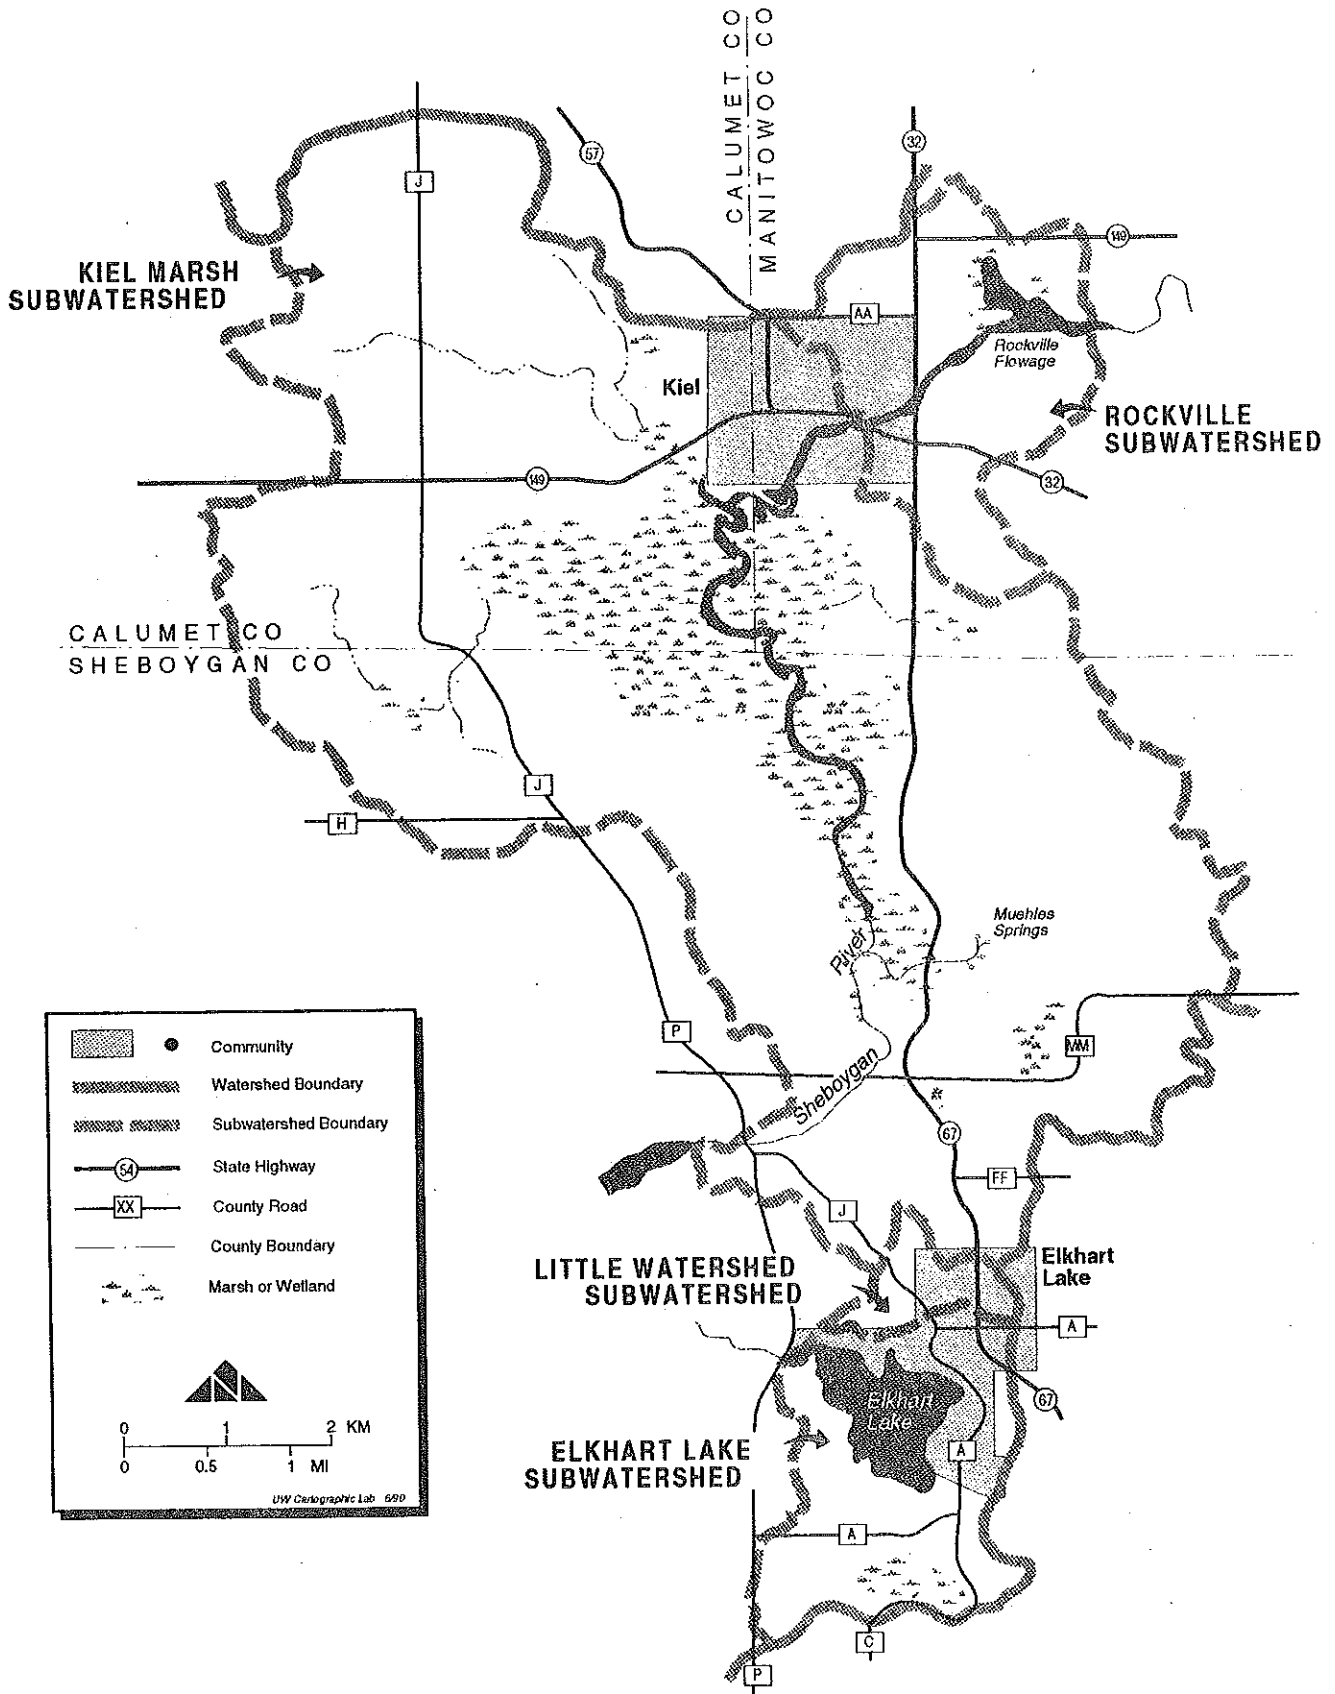 CALUMET CO
MANITOWOC CO
57
32
J
149
KIEL MARSH
SUBWATERSHED
AA
Rockville
Flowage
Kiel
ROCKVILLE
SUBWATERSHED
149
32
CALUMET CO
SHEBOYGAN CO
J
H
Muehles
Springs
River
P
MM
Sheboygan
67
FF
J
Elkhart
Lake
LITTLE WATERSHED
SUBWATERSHED
A
Elkhart
Lake
67
ELKHART LAKE
SUBWATERSHED
A
A
C
P
Community
Watershed Boundary
Subwatershed Boundary
54
State Highway
XX
County Road
County Boundary
Marsh or Wetland
N
0 1 2 KM
0 0.5 1 MI
UW Cartographic Lab 6/90